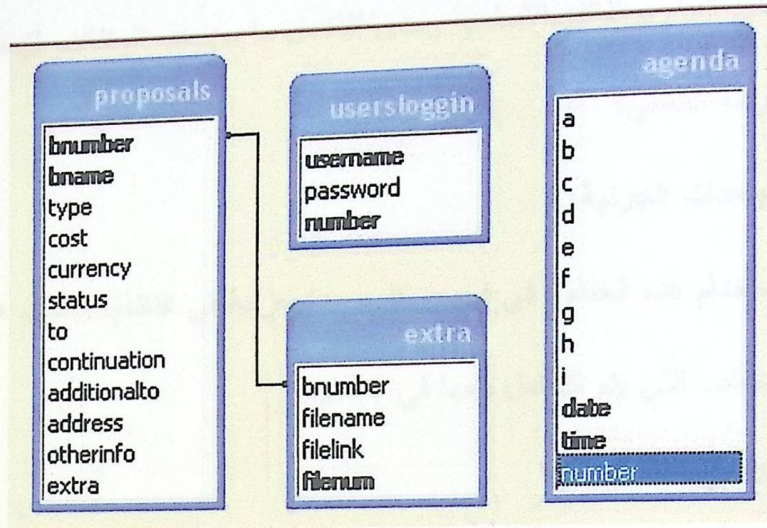 proposals
bnumber
bname
type
cost
currency
status
to
continuation
additionalto
address
otherinfo
extra
usersloggin
username
password
number
extra
bnumber
filename
filelink
filenum
agenda
a
b
c
d
e
f
g
h
i
date
time
number